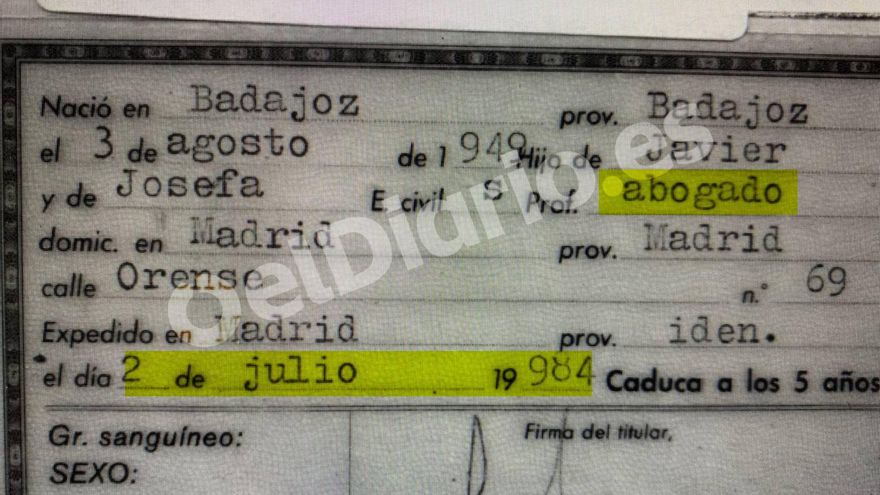 Nació en Badajoz prov. Badajoz
el 3 de agosto de 1949 Hijo de Javier
y de Josefa E. civil S Prof. abogado
domic. en Madrid prov. Madrid
calle Orense n.° 69
Expedido en Madrid prov. iden.
el día 2 de julio 1984 Caduca a los 5 años
Gr. sanguíneo: Firma del titular,
SEXO:
elDiario.es